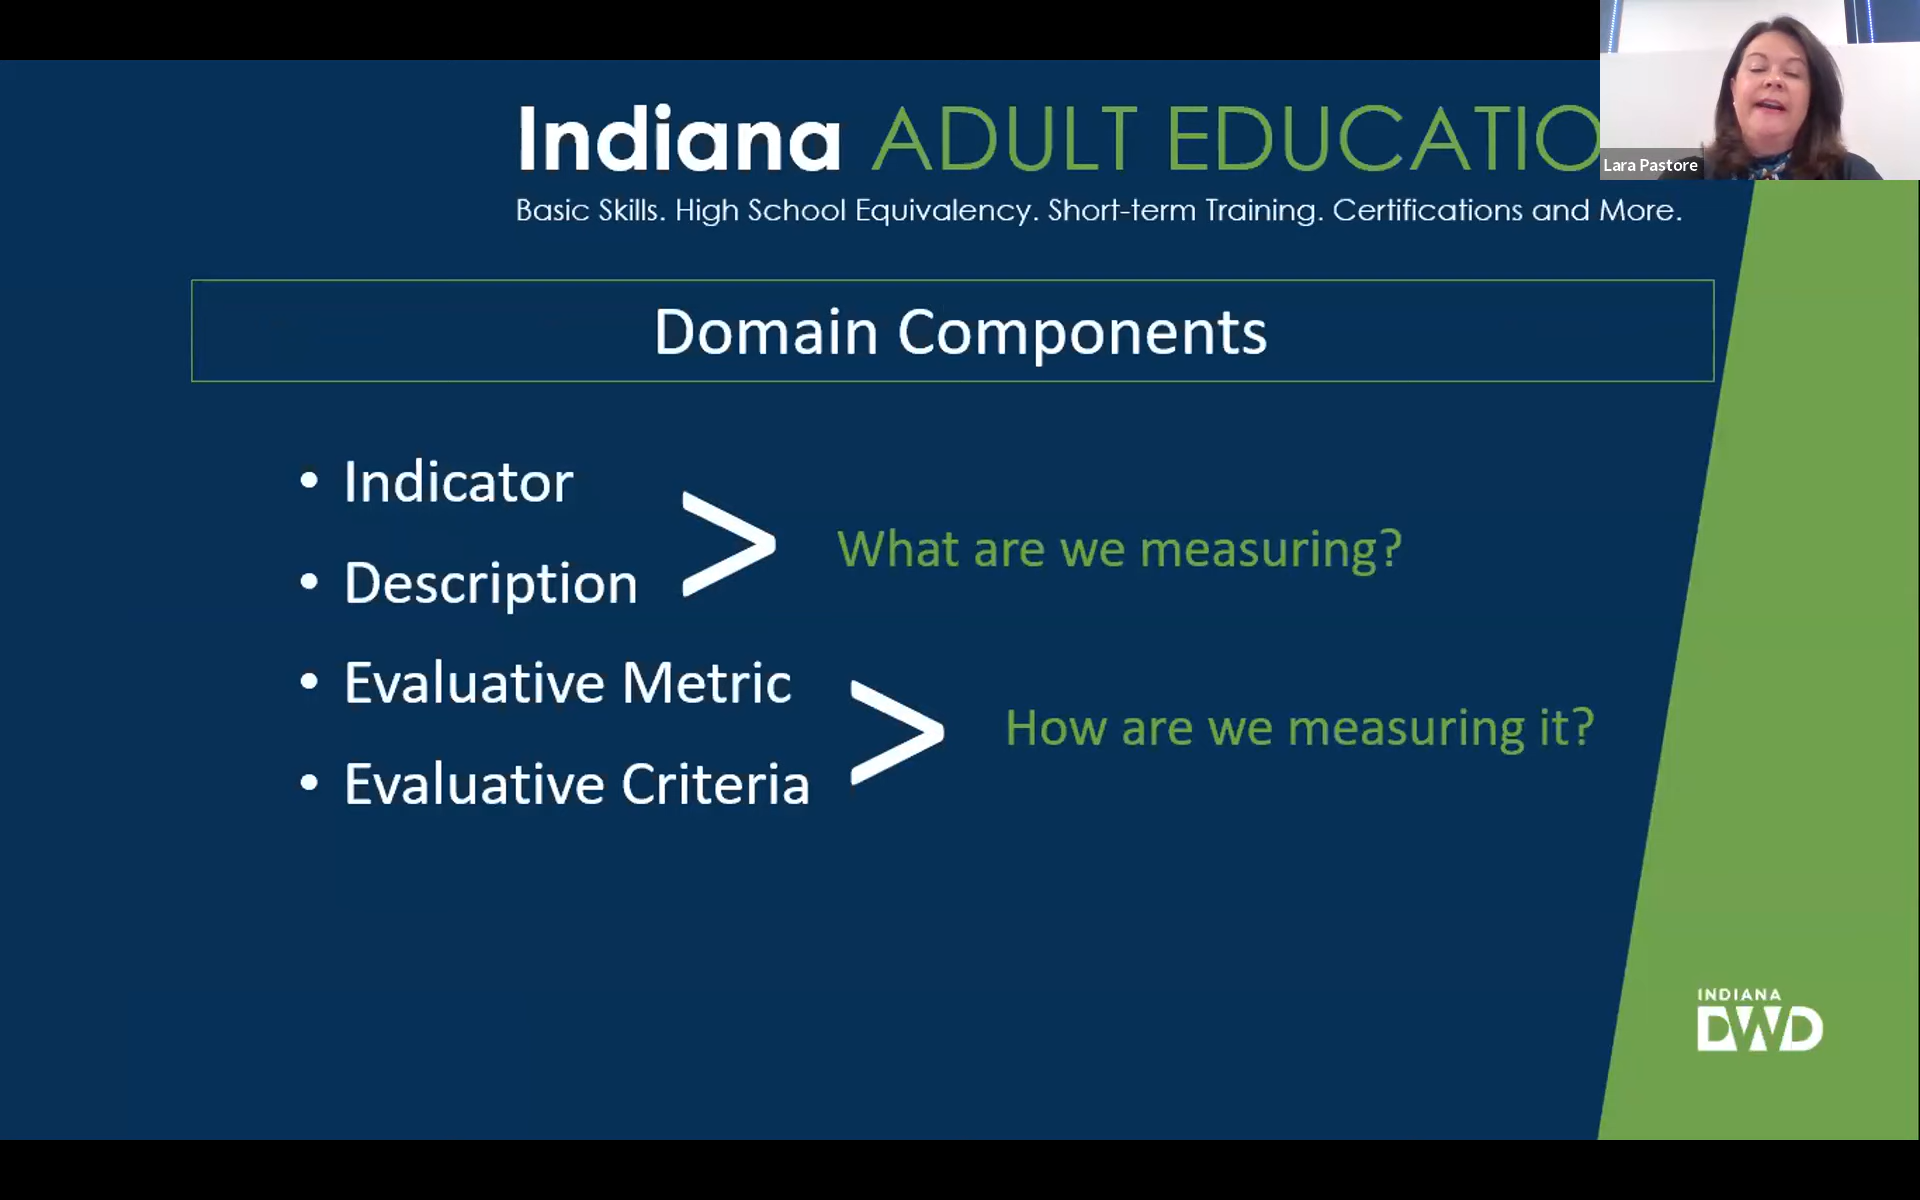 Indiana ADULT EDUCATIO
Lara Pastore
Basic Skills. High School Equivalency. Short-term Training. Certifications and More.
Domain Components
• Indicator
• Description
> What are we measuring?
• Evaluative Metric
• Evaluative Criteria
> How are we measuring it?
INDIANA
DWD